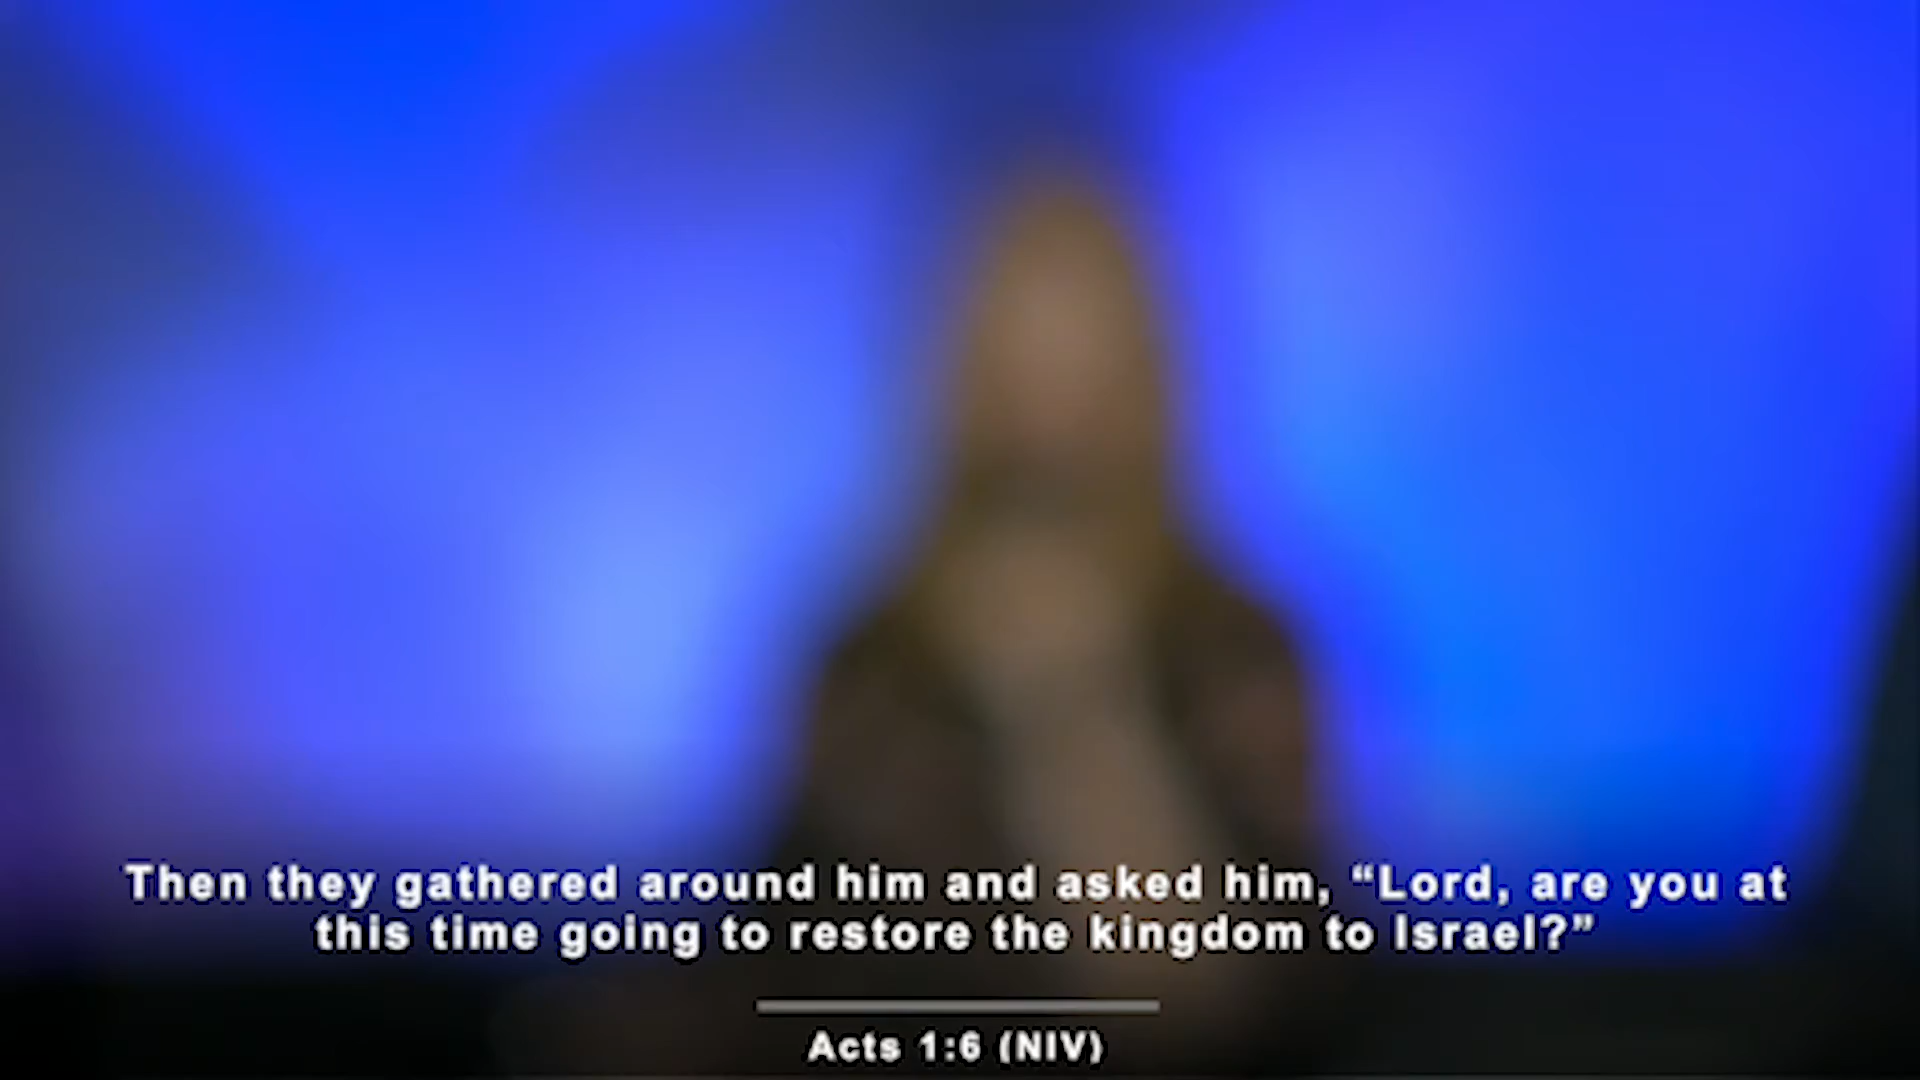 Then they gathered around him and asked him, “Lord, are you at
this time going to restore the kingdom to Israel?”
Acts 1:6 (NIV)